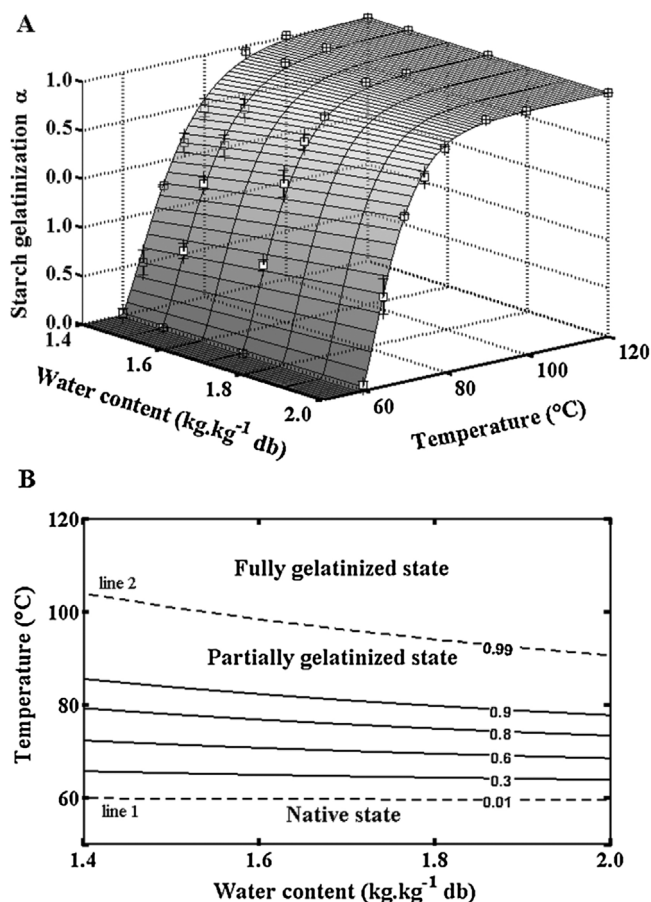 A
Starch gelatinization α
1.0
0.5
0.0
1.0
0.5
0.0
1.4
1.6
1.8
2.0
Water content (kg.kg⁻¹ db)
60
80
100
120
Temperature (°C)
B
Temperature (°C)
120
100
80
60
Fully gelatinized state
line 2
0.99
Partially gelatinized state
0.9
0.8
0.6
0.3
0.01
line 1
Native state
1.4
1.6
1.8
2.0
Water content (kg.kg⁻¹ db)